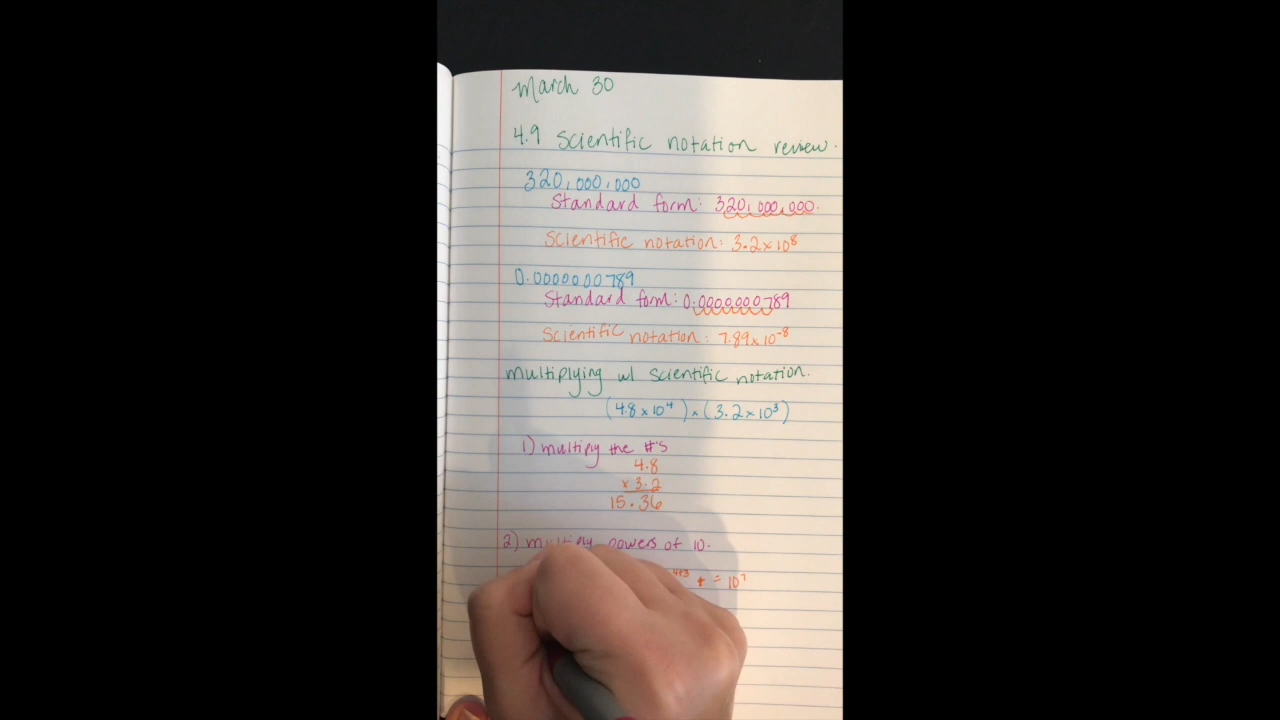 March 30
4.9 Scientific notation review.
320,000,000
Standard form: 320,000,000.
Scientific notation: 3.2 x 10⁸
0.0000000789
Standard form: 0.0000000789
Scientific notation: 7.89 x 10⁻⁸
multiplying w/ scientific notation.
(4.8 x 10⁴) x (3.2 x 10³)
1) multiply the #'s
4.8
x 3.2
15.36
2) multiply powers of 10.
⁴⁺³ + = 10⁷